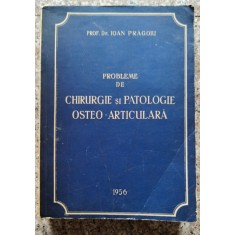 PROF. DR. IOAN PRAGOIU
PROBLEME
DE
CHIRURGIE și PATOLOGIE
OSTEO-ARTICULARĂ
1956